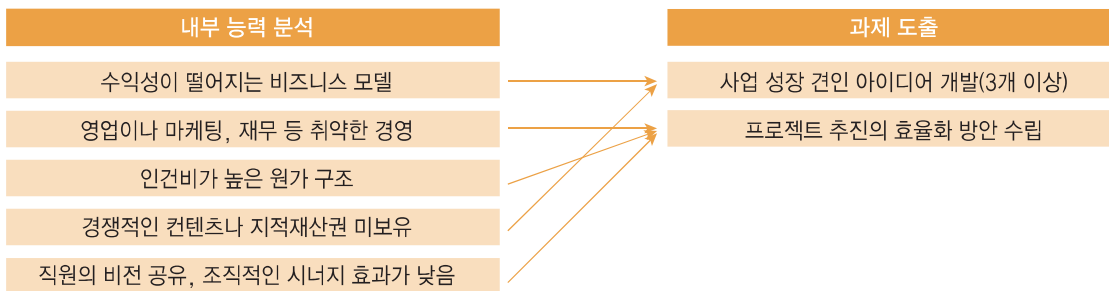 내부 능력 분석
수익성이 떨어지는 비즈니스 모델
영업이나 마케팅, 재무 등 취약한 경영
인건비가 높은 원가 구조
경쟁적인 컨텐츠나 지적재산권 미보유
직원의 비전 공유, 조직적인 시너지 효과가 낮음
과제 도출
사업 성장 견인 아이디어 개발(3개 이상)
프로젝트 추진의 효율화 방안 수립